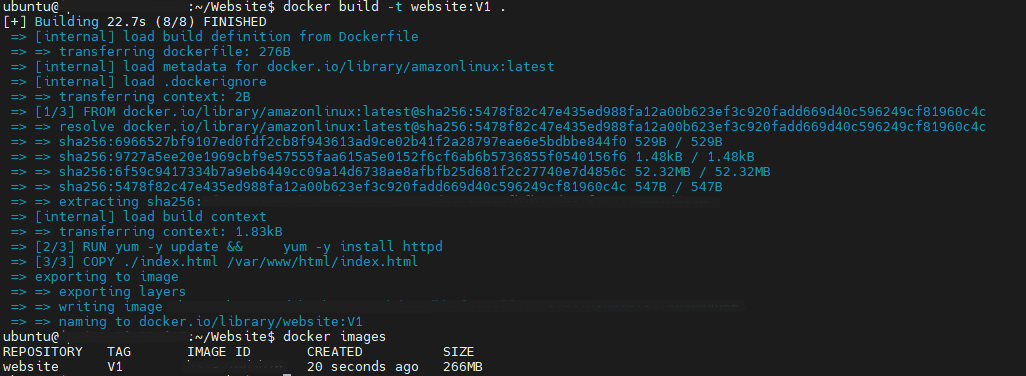 ubuntu@ :~/Website$ docker build -t website:V1 .
[+] Building 22.7s (8/8) FINISHED
=> [internal] load build definition from Dockerfile
=> => transferring dockerfile: 276B
=> [internal] load metadata for docker.io/library/amazonlinux:latest
=> [internal] load .dockerignore
=> => transferring context: 2B
=> [1/3] FROM docker.io/library/amazonlinux:latest@sha256:5478f82c47e435ed988fa12a00b623ef3c920fadd669d40c596249cf81960c4c
=> => resolve docker.io/library/amazonlinux:latest@sha256:5478f82c47e435ed988fa12a00b623ef3c920fadd669d40c596249cf81960c4c
=> => sha256:6966527bf9107ed0fdf2cb8f943613ad9ce02b41f2a28797eae6e5bdbbe844f0 529B / 529B
=> => sha256:9727a5ee20e1969cbf9e57555faa615a5e0152f6cf6ab6b5736855f0540156f6 1.48kB / 1.48kB
=> => sha256:6f59c9417334b7a9eb6449cc09a14d6738ae8afbfb25d681f2c27740e7d4856c 52.32MB / 52.32MB
=> => sha256:5478f82c47e435ed988fa12a00b623ef3c920fadd669d40c596249cf81960c4c 547B / 547B
=> => extracting sha256:
=> [internal] load build context
=> => transferring context: 1.83kB
=> [2/3] RUN yum -y update && yum -y install httpd
=> [3/3] COPY ./index.html /var/www/html/index.html
=> exporting to image
=> => exporting layers
=> => writing image
=> => naming to docker.io/library/website:V1
ubuntu@ :~/Website$ docker images
REPOSITORY TAG IMAGE ID CREATED SIZE
website V1 20 seconds ago 266MB